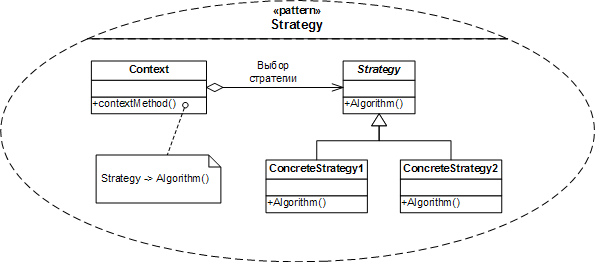 «pattern»
Strategy
Context
+contextMethod()
Выбор
стратегии
Strategy
+Algorithm()
Strategy -> Algorithm()
ConcreteStrategy1
+Algorithm()
ConcreteStrategy2
+Algorithm()